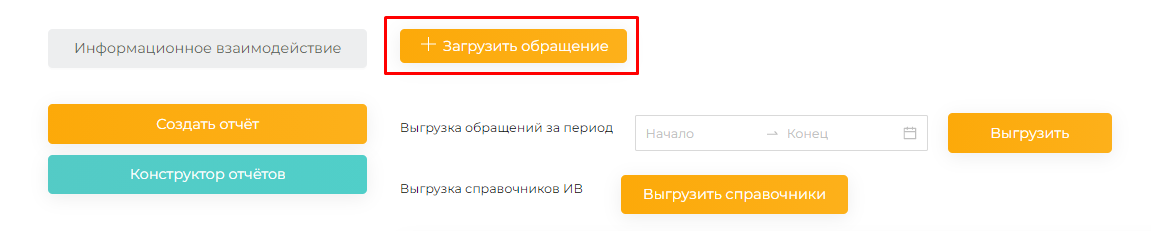 Информационное взаимодействие
+ Загрузить обращение
Создать отчёт
Конструктор отчётов
Выгрузка обращений за период
Начало → Конец
Выгрузить
Выгрузка справочников ИВ
Выгрузить справочники